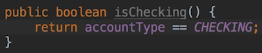 public boolean isChecking() {
    return accountType == CHECKING;
}